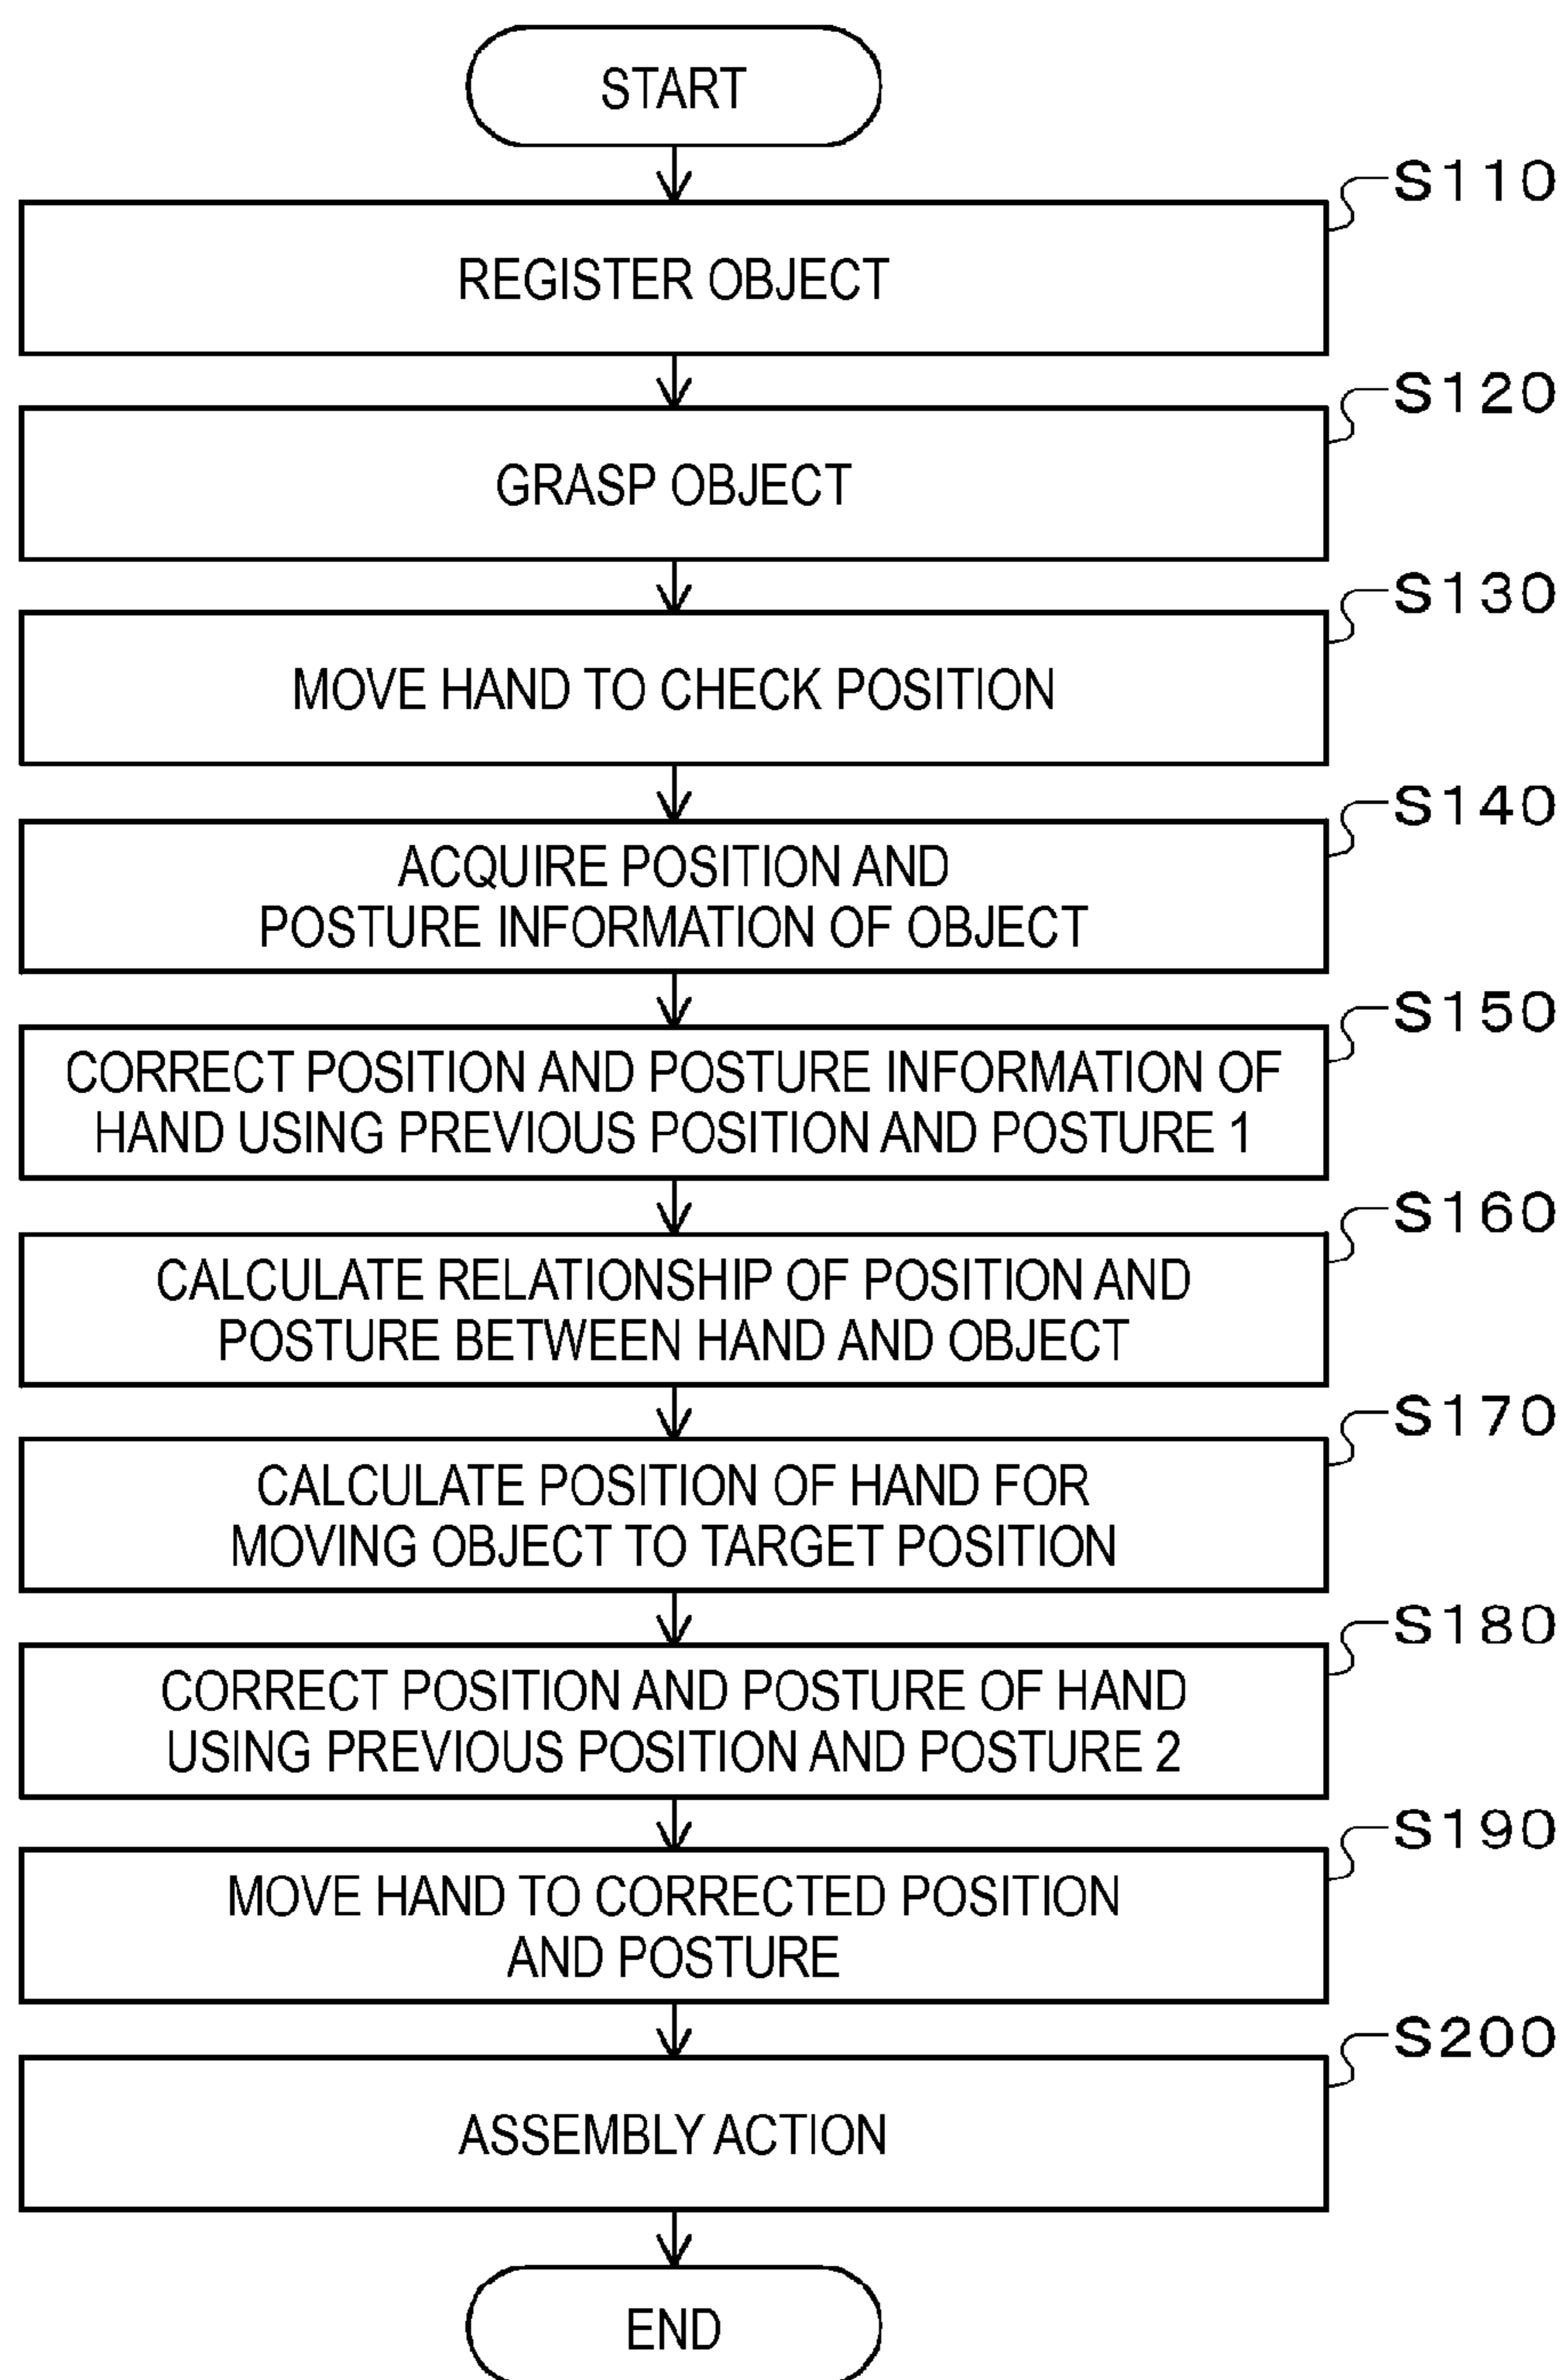 START
S110
REGISTER OBJECT
S120
GRASP OBJECT
S130
MOVE HAND TO CHECK POSITION
S140
ACQUIRE POSITION AND
POSTURE INFORMATION OF OBJECT
S150
CORRECT POSITION AND POSTURE INFORMATION OF
HAND USING PREVIOUS POSITION AND POSTURE 1
S160
CALCULATE RELATIONSHIP OF POSITION AND
POSTURE BETWEEN HAND AND OBJECT
S170
CALCULATE POSITION OF HAND FOR
MOVING OBJECT TO TARGET POSITION
S180
CORRECT POSITION AND POSTURE OF HAND
USING PREVIOUS POSITION AND POSTURE 2
S190
MOVE HAND TO CORRECTED POSITION
AND POSTURE
S200
ASSEMBLY ACTION
END